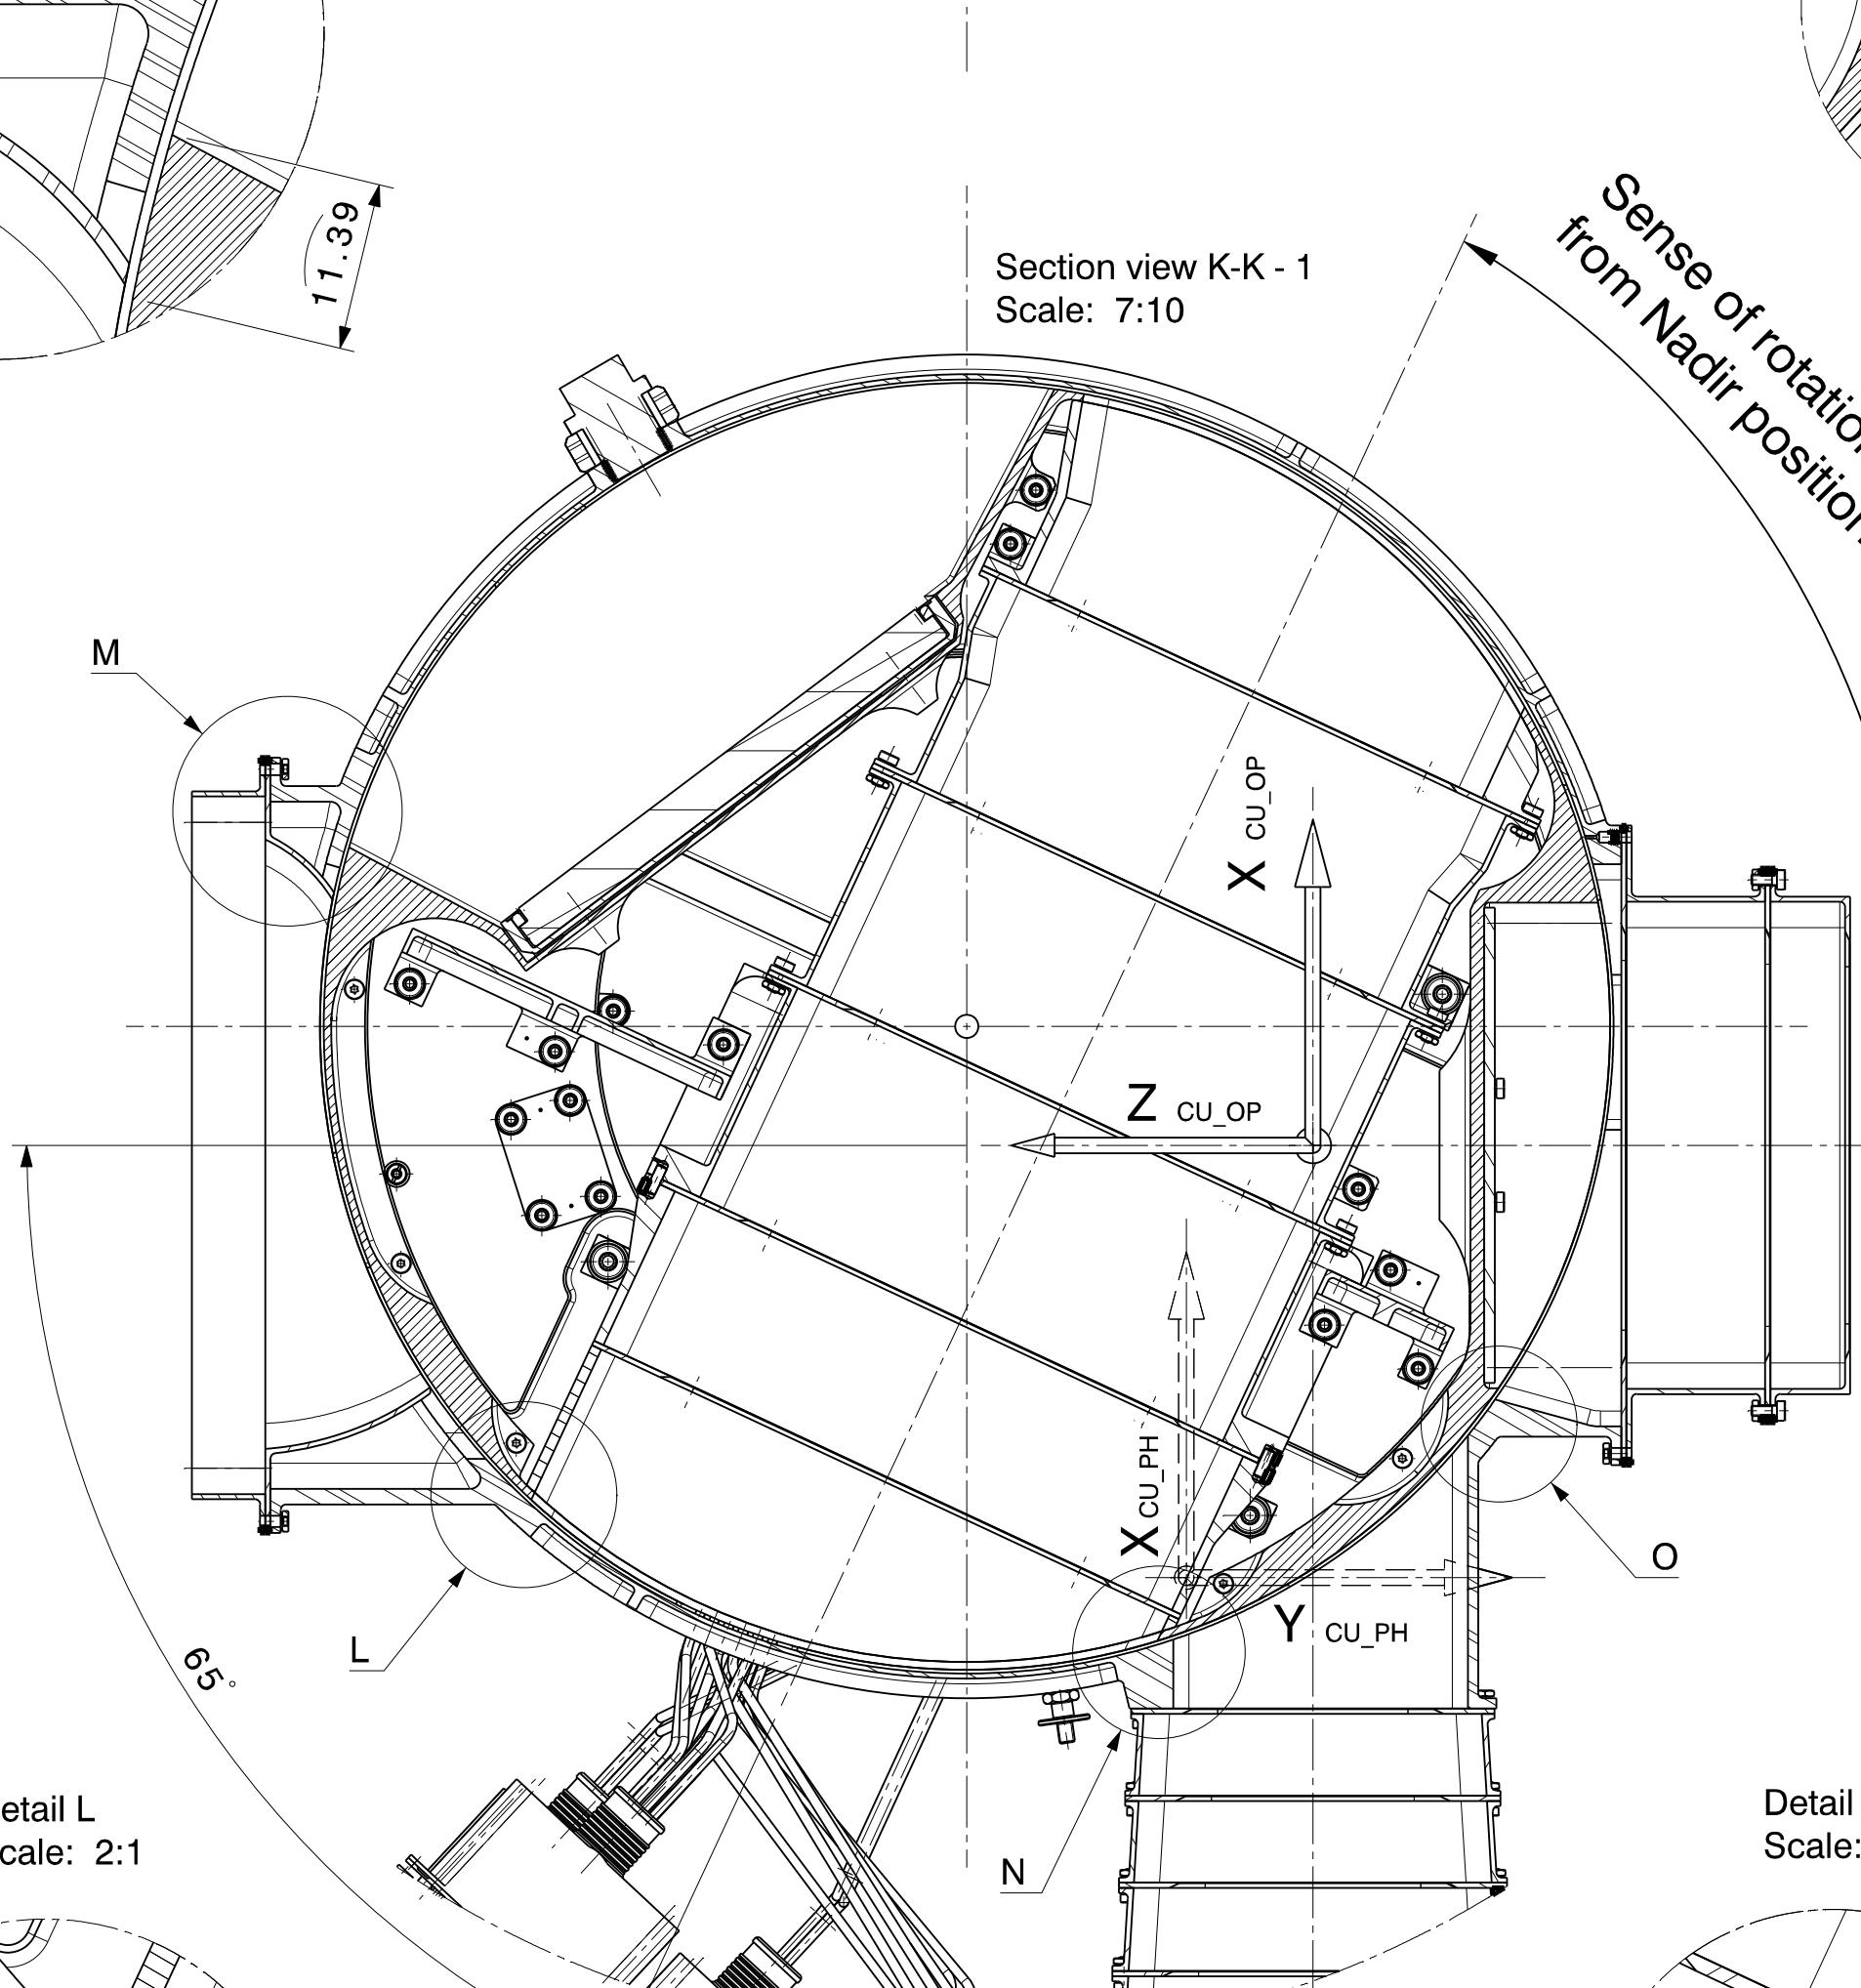 11.39
Section view K-K - 1
Scale: 7:10
Sense of rotation
from Nadir position
M
X CU_OP
Z CU_OP
X CU_PH
Y CU_PH
O
L
N
65°
etail L
cale: 2:1
Detail
Scale: